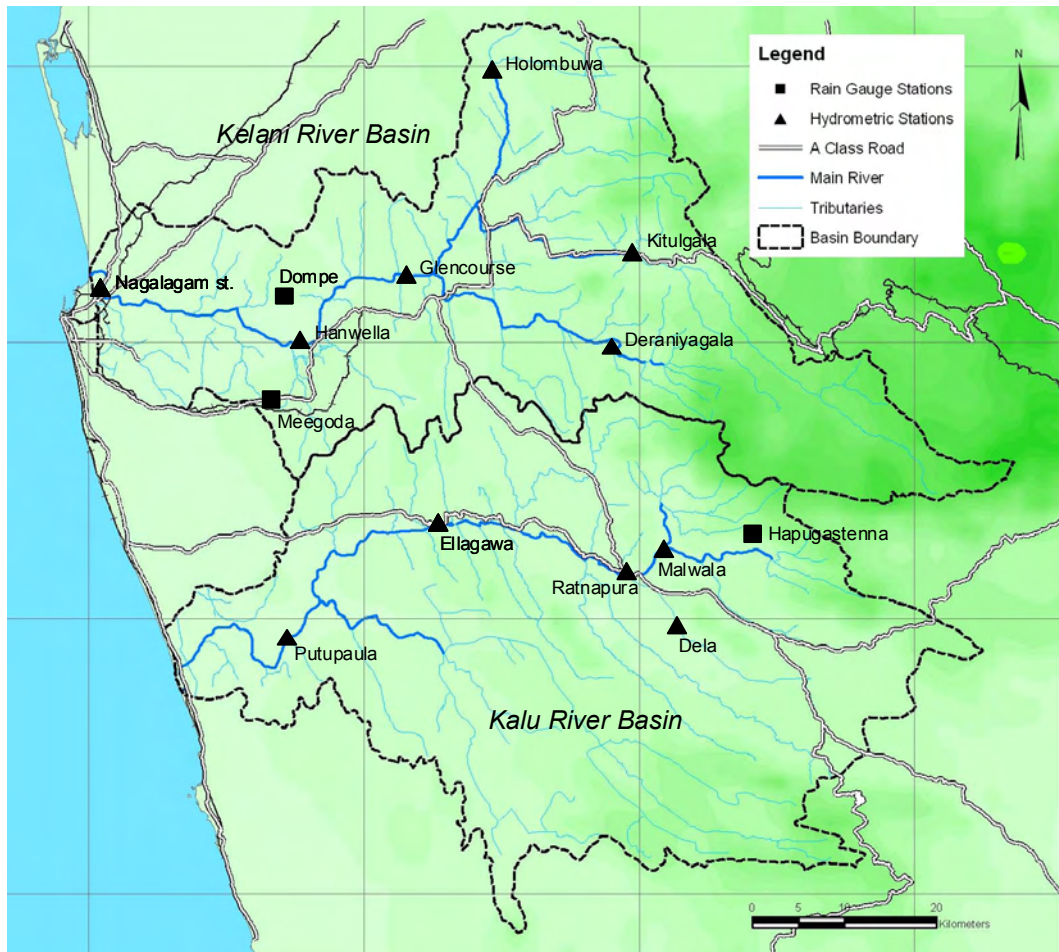 Legend
Rain Gauge Stations
Hydrometric Stations
A Class Road
Main River
Tributaries
Basin Boundary
N
Holombuwa
Kelani River Basin
Kitulgala
Glencourse
Dompe
Nagalagam st.
Hanwella
Deraniyagala
Meegoda
Ellagawa
Hapugastenna
Malwala
Ratnapura
Dela
Putupaula
Kalu River Basin
0 5 10 20
Kilometers